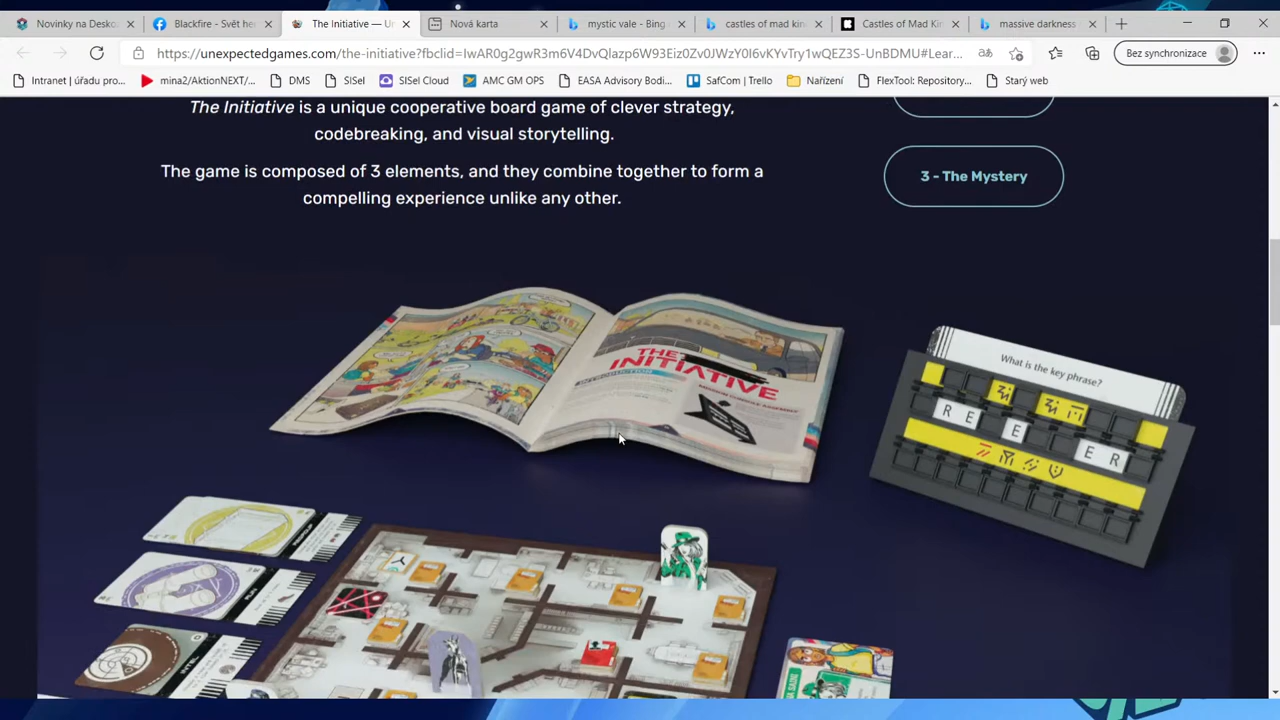 Novinky na Desko
Blackfire - Svět he
The Initiative — U
Nová karta
mystic vale - Bing
castles of mad kin
Castles of Mad Ki
massive darkness
https://unexpectedgames.com/the-initiative?fbclid=IwAR0g2gwR3m6V4DvQlazp6W93Eiz0Zv0JWzY0I6vKYvTry1wQEZ3S-UnBDMU#Lear...
Bez synchronizace
Intranet | úřadu pro...
mina2/AktionNEXT/...
DMS
SISel
SISel Cloud
AMC GM OPS
EASA Advisory Bodi...
SafCom | Trello
Nařízení
FlexTool: Repository...
Starý web
The Initiative is a unique cooperative board game of clever strategy,
codebreaking, and visual storytelling.
The game is composed of 3 elements, and they combine together to form a
compelling experience unlike any other.
3 - The Mystery
THE
INITIATIVE
INTRODUCTION
What is the key phrase?
R E E E R
INTEL